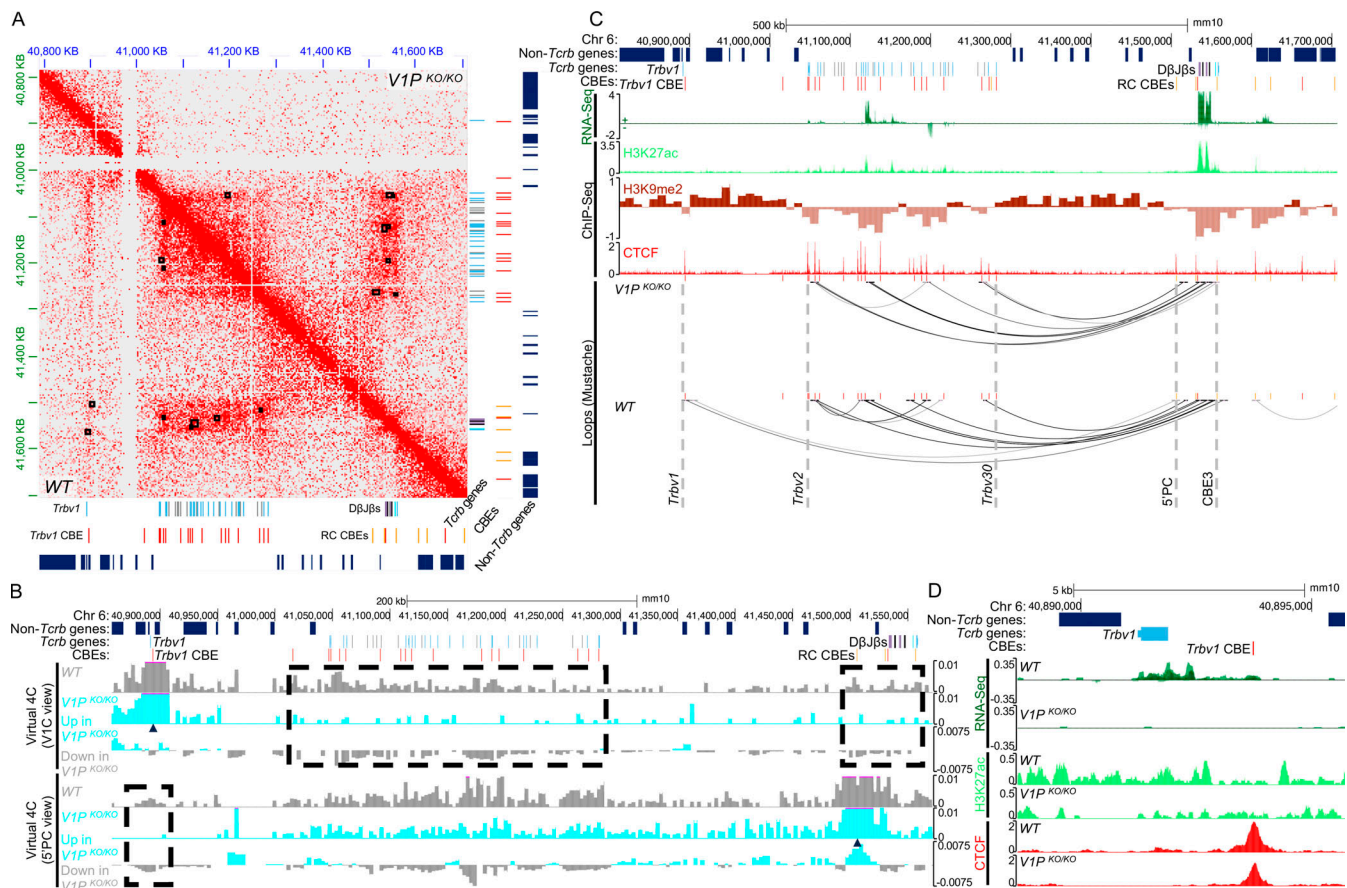 A
40,800 KB 41,000 KB 41,200 KB 41,400 KB 41,600 KB
V1P KO/KO
40,800 KB
41,000 KB
41,200 KB
41,400 KB
41,600 KB
WT
Trbv1 DβJβs
Trbv1 CBE RC CBEs
Tcrb genes
CBEs
Non-Tcrb genes
B
200 kb mm10
Chr 6: 40,900,000 40,950,000 41,000,000 41,050,000 41,100,000 41,150,000 41,200,000 41,250,000 41,300,000 41,350,000 41,400,000 41,450,000 41,500,000 41,550,000
Non-Tcrb genes:
Tcrb genes: Trbv1 DβJβs
CBEs: Trbv1 CBE RC CBEs
Virtual 4C
(V1C view)
WT
0.01
0
V1P KO/KO
0.01
Up in
0
V1P KO/KO
0.0075
Down in
V1P KO/KO
-0.0075
Virtual 4C
(5'PC view)
WT
0.01
0
V1P KO/KO
0.01
Up in
0
V1P KO/KO
0.0075
Down in
V1P KO/KO
-0.0075
C
500 kb mm10
Chr 6: 40,900,000 41,000,000 41,100,000 41,200,000 41,300,000 41,400,000 41,500,000 41,600,000 41,700,000
Non-Tcrb genes:
Tcrb genes:
Trbv1 DβJβs
CBEs:
Trbv1 CBE RC CBEs
RNA-Seq
4
+
-
-2
ChIP-Seq
3.5
H3K27ac
0
1
H3K9me2
-1
2
CTCF
0
Loops (Mustache)
V1P KO/KO
WT
Trbv1
Trbv2
Trbv30
5'PC
CBE3
D
5 kb mm10
Chr 6: 40,890,000 40,895,000
Non-Tcrb genes:
Tcrb genes: Trbv1
CBEs: Trbv1 CBE
RNA-Seq
0.35 WT
-0.35
0.35
V1P KO/KO
-0.35
H3K27ac
0.5 WT
0
0.5 V1P KO/KO
0
CTCF
2 WT
0
2 V1P KO/KO
0